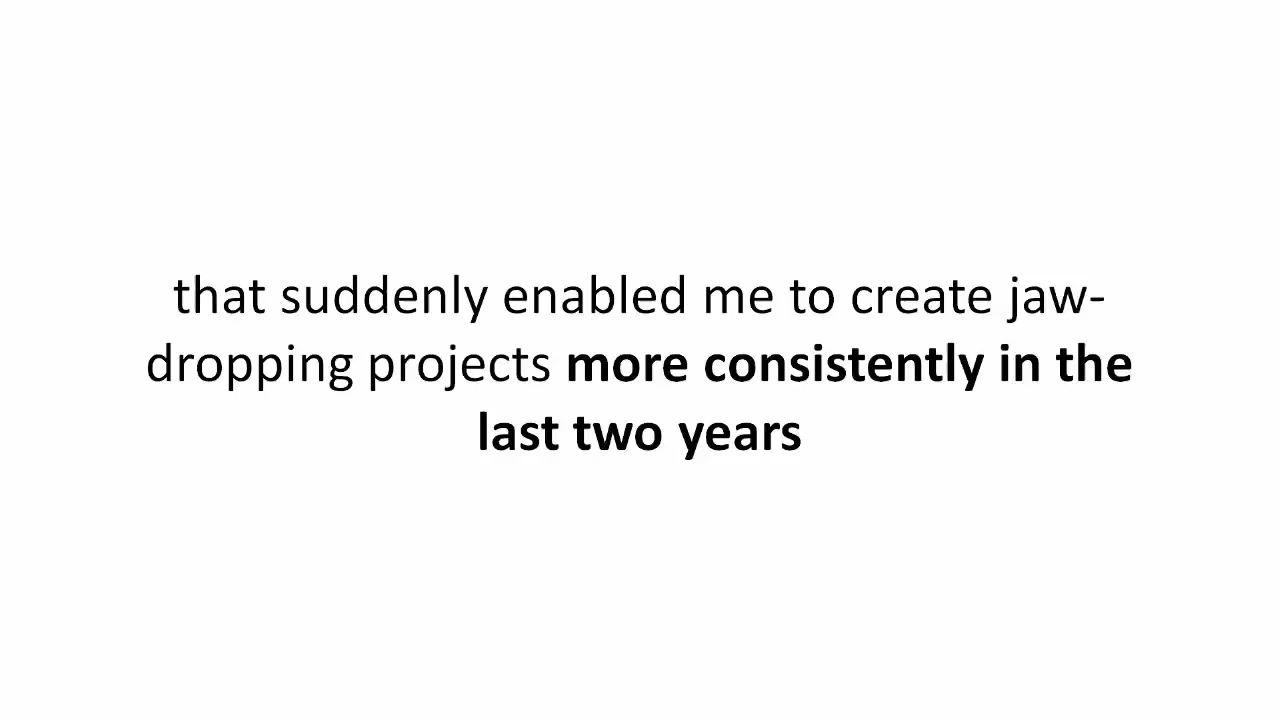 that suddenly enabled me to create jaw-
dropping projects more consistently in the
last two years